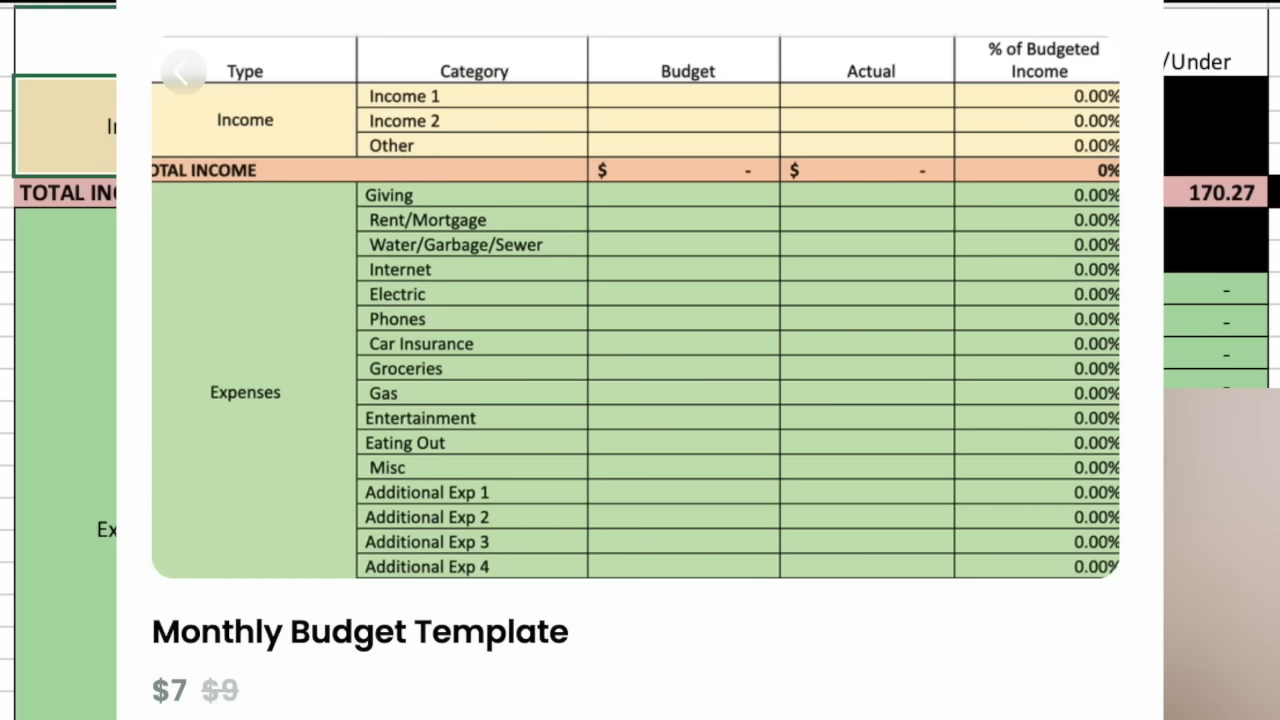 Type Category Budget Actual % of Budgeted Income
/Under
Income
Income 1 0.00%
Income 2 0.00%
Other 0.00%
OTAL INCOME $ - $ - 0%
TOTAL IN 170.27
Expenses
Giving 0.00%
Rent/Mortgage 0.00%
Water/Garbage/Sewer 0.00%
Internet 0.00%
Electric 0.00% -
Phones 0.00% -
Car Insurance 0.00% -
Groceries 0.00% -
Gas 0.00%
Entertainment 0.00%
Eating Out 0.00%
Misc 0.00%
Additional Exp 1 0.00%
Additional Exp 2 0.00%
Ex
Additional Exp 3 0.00%
Additional Exp 4 0.00%
Monthly Budget Template
$7 $9